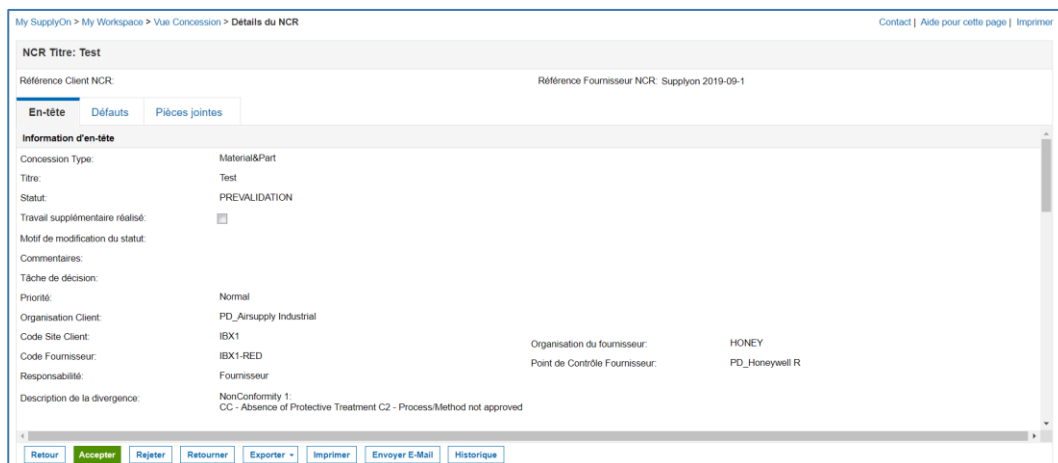 My SupplyOn > My Workspace > Vue Concession > Détails du NCR
Contact | Aide pour cette page | Imprimer
NCR Titre: Test
Référence Client NCR:
Référence Fournisseur NCR: Supplyon 2019-09-1
En-tête Défauts Pièces jointes
Information d'en-tête
Concession Type: Material&Part
Titre: Test
Statut: PREVALIDATION
Travail supplémentaire réalisé:
Motif de modification du statut:
Commentaires:
Tâche de décision:
Priorité: Normal
Organisation Client: PD_Airsupply Industrial
Code Site Client: IBX1
Organisation du fournisseur: HONEY
Code Fournisseur: IBX1-RED
Point de Contrôle Fournisseur: PD_Honeywell R
Responsabilité: Fournisseur
Description de la divergence: NonConformity 1:
CC - Absence of Protective Treatment C2 - Process/Method not approved
Retour Accepter Rejeter Retourner Exporter Imprimer Envoyer E-Mail Historique